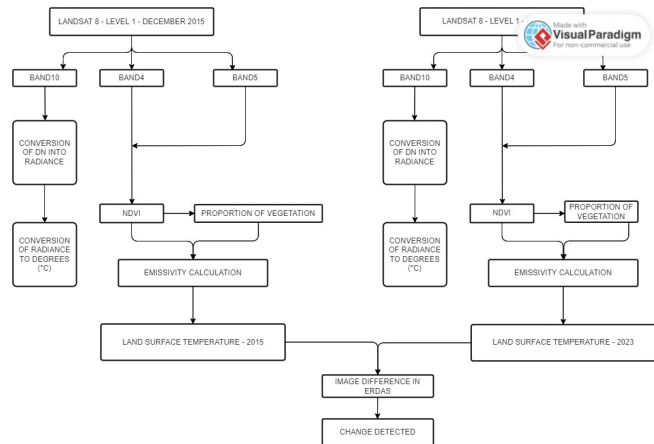 LANDSAT 8 - LEVEL 1 - DECEMBER 2015
BAND10
BAND4
BAND5
CONVERSION
OF DN INTO
RADIANCE
NDVI
PROPORTION OF VEGETATION
CONVERSION
OF RADIANCE
TO DEGREES
(°C)
EMISSIVITY CALCULATION
LAND SURFACE TEMPERATURE - 2015
LANDSAT 8 - LEVEL 1 -
Made with
Visual Paradigm
For non-commercial use
BAND10
BAND4
BAND5
CONVERSION
OF DN INTO
RADIANCE
NDVI
PROPORTION OF
VEGETATION
CONVERSION
OF RADIANCE
TO DEGREES
(°C)
EMISSIVITY CALCULATION
LAND SURFACE TEMPERATURE - 2023
IMAGE DIFFERENCE IN
ERDAS
CHANGE DETECTED